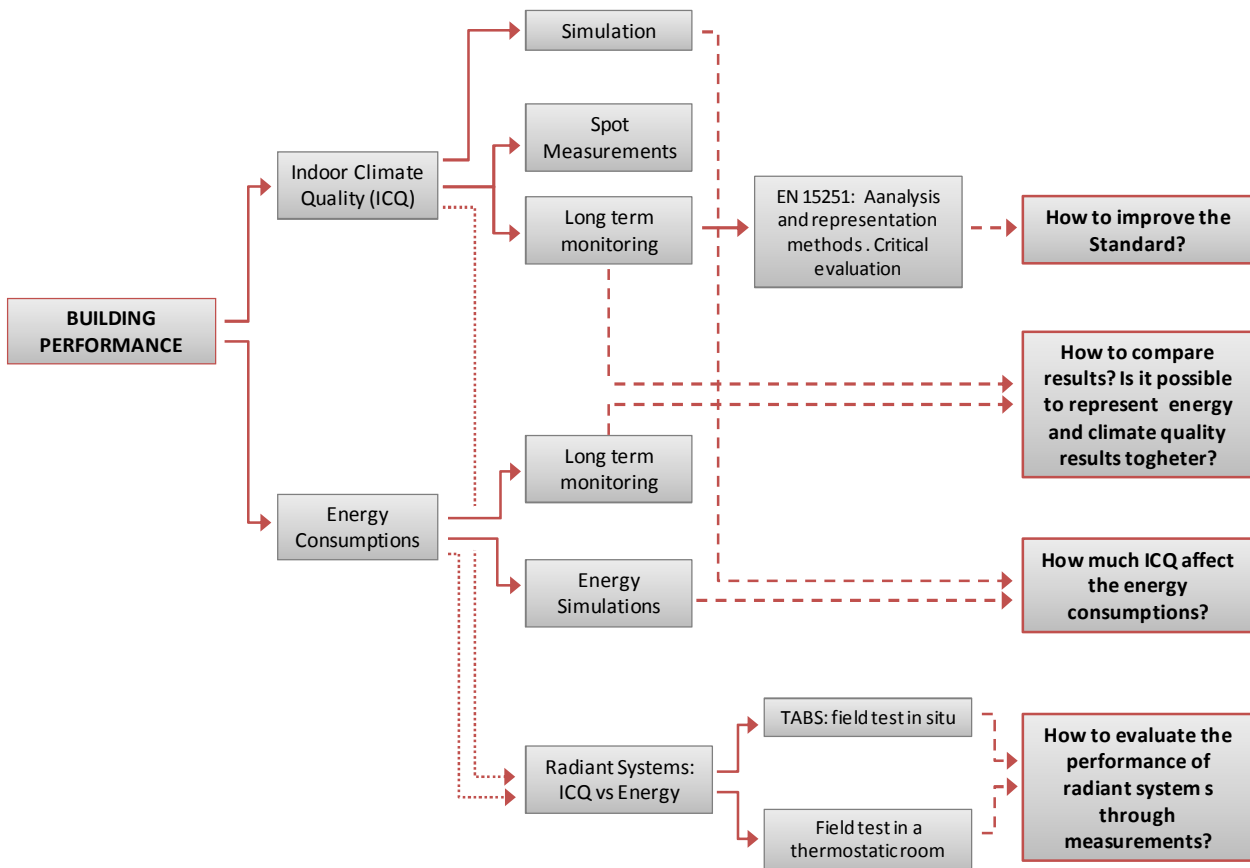 Simulation
Spot
Measurements
Indoor Climate
Quality (ICQ)
Long term
monitoring
EN 15251:  Aanalysis
and representation
methods . Critical
evaluation
How to improve the
Standard?
BUILDING
PERFORMANCE
How to compare
results? Is it possible
to represent  energy
and climate quality
results togheter?
Long term
monitoring
Energy
Consumptions
Energy
Simulations
How much ICQ affect
the energy
consumptions?
Radiant Systems:
ICQ vs Energy
TABS: field test in situ
Field test in a
thermostatic room
How to evaluate the
performance of
radiant system s
through
measurements?